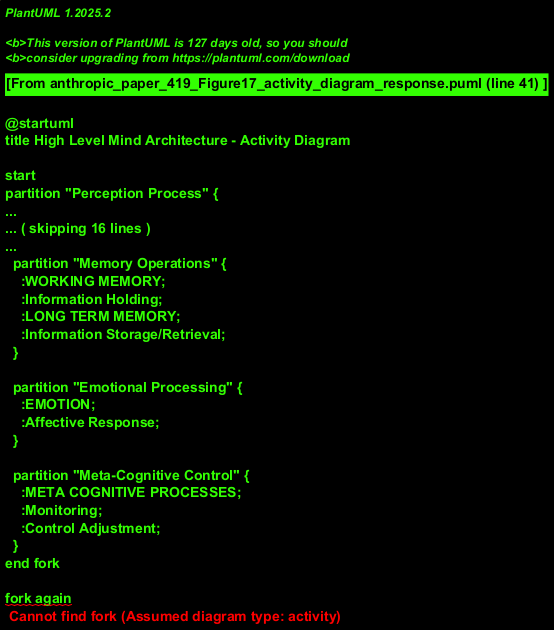 PlantUML 1.2025.2
<b>This version of PlantUML is 127 days old, so you should
<b>consider upgrading from https://plantuml.com/download
[From anthropic_paper_419_Figure17_activity_diagram_response.puml (line 41) ]
@startuml
title High Level Mind Architecture - Activity Diagram
start
partition "Perception Process" {
...
... ( skipping 16 lines )
...
partition "Memory Operations" {
:WORKING MEMORY;
:Information Holding;
:LONG TERM MEMORY;
:Information Storage/Retrieval;
}
partition "Emotional Processing" {
:EMOTION;
:Affective Response;
}
partition "Meta-Cognitive Control" {
:META COGNITIVE PROCESSES;
:Monitoring;
:Control Adjustment;
}
end fork
fork again
Cannot find fork (Assumed diagram type: activity)